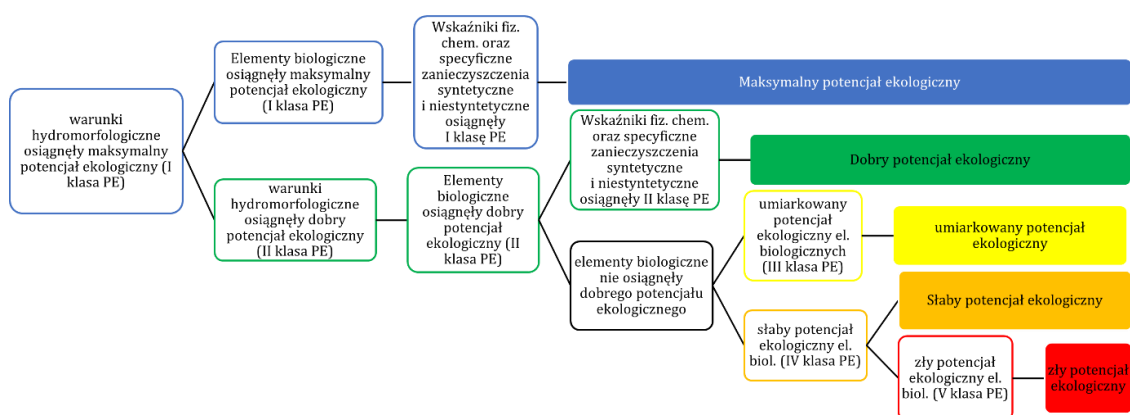 warunki
hydromorfologiczne
osiągnęły maksymalny
potencjał ekologiczny (I
klasa PE)
Elementy biologiczne
osiągnęły maksymalny
potencjał ekologiczny
(I klasa PE)
Wskaźniki fiz.
chem. oraz
specyficzne
zanieczyszczenia
syntetyczne
i niestyntetyczne
osiągnęły
I klasę PE
Maksymalny potencjał ekologiczny
warunki
hydromorfologiczne
osiągnęły dobry
potencjał ekologiczny
(II klasa PE)
Elementy
biologiczne
osiągnęły dobry
potencjał
ekologiczny (II
klasa PE)
Wskaźniki fiz. chem.
oraz specyficzne
zanieczyszczenia
syntetyczne
i niestyntetyczne
osiągnęły II klasę PE
Dobry potencjał ekologiczny
elementy biologiczne
nie osiągnęły
dobrego potencjału
ekologicznego
umiarkowany
potencjał
ekologiczny el.
biologicznych
(III klasa PE)
umiarkowany potencjał
ekologiczny
słaby potencjał
ekologiczny el.
biol. (IV klasa PE)
Słaby potencjał ekologiczny
zły potencjał
ekologiczny el.
biol. (V klasa PE)
zły potencjał
ekologiczny